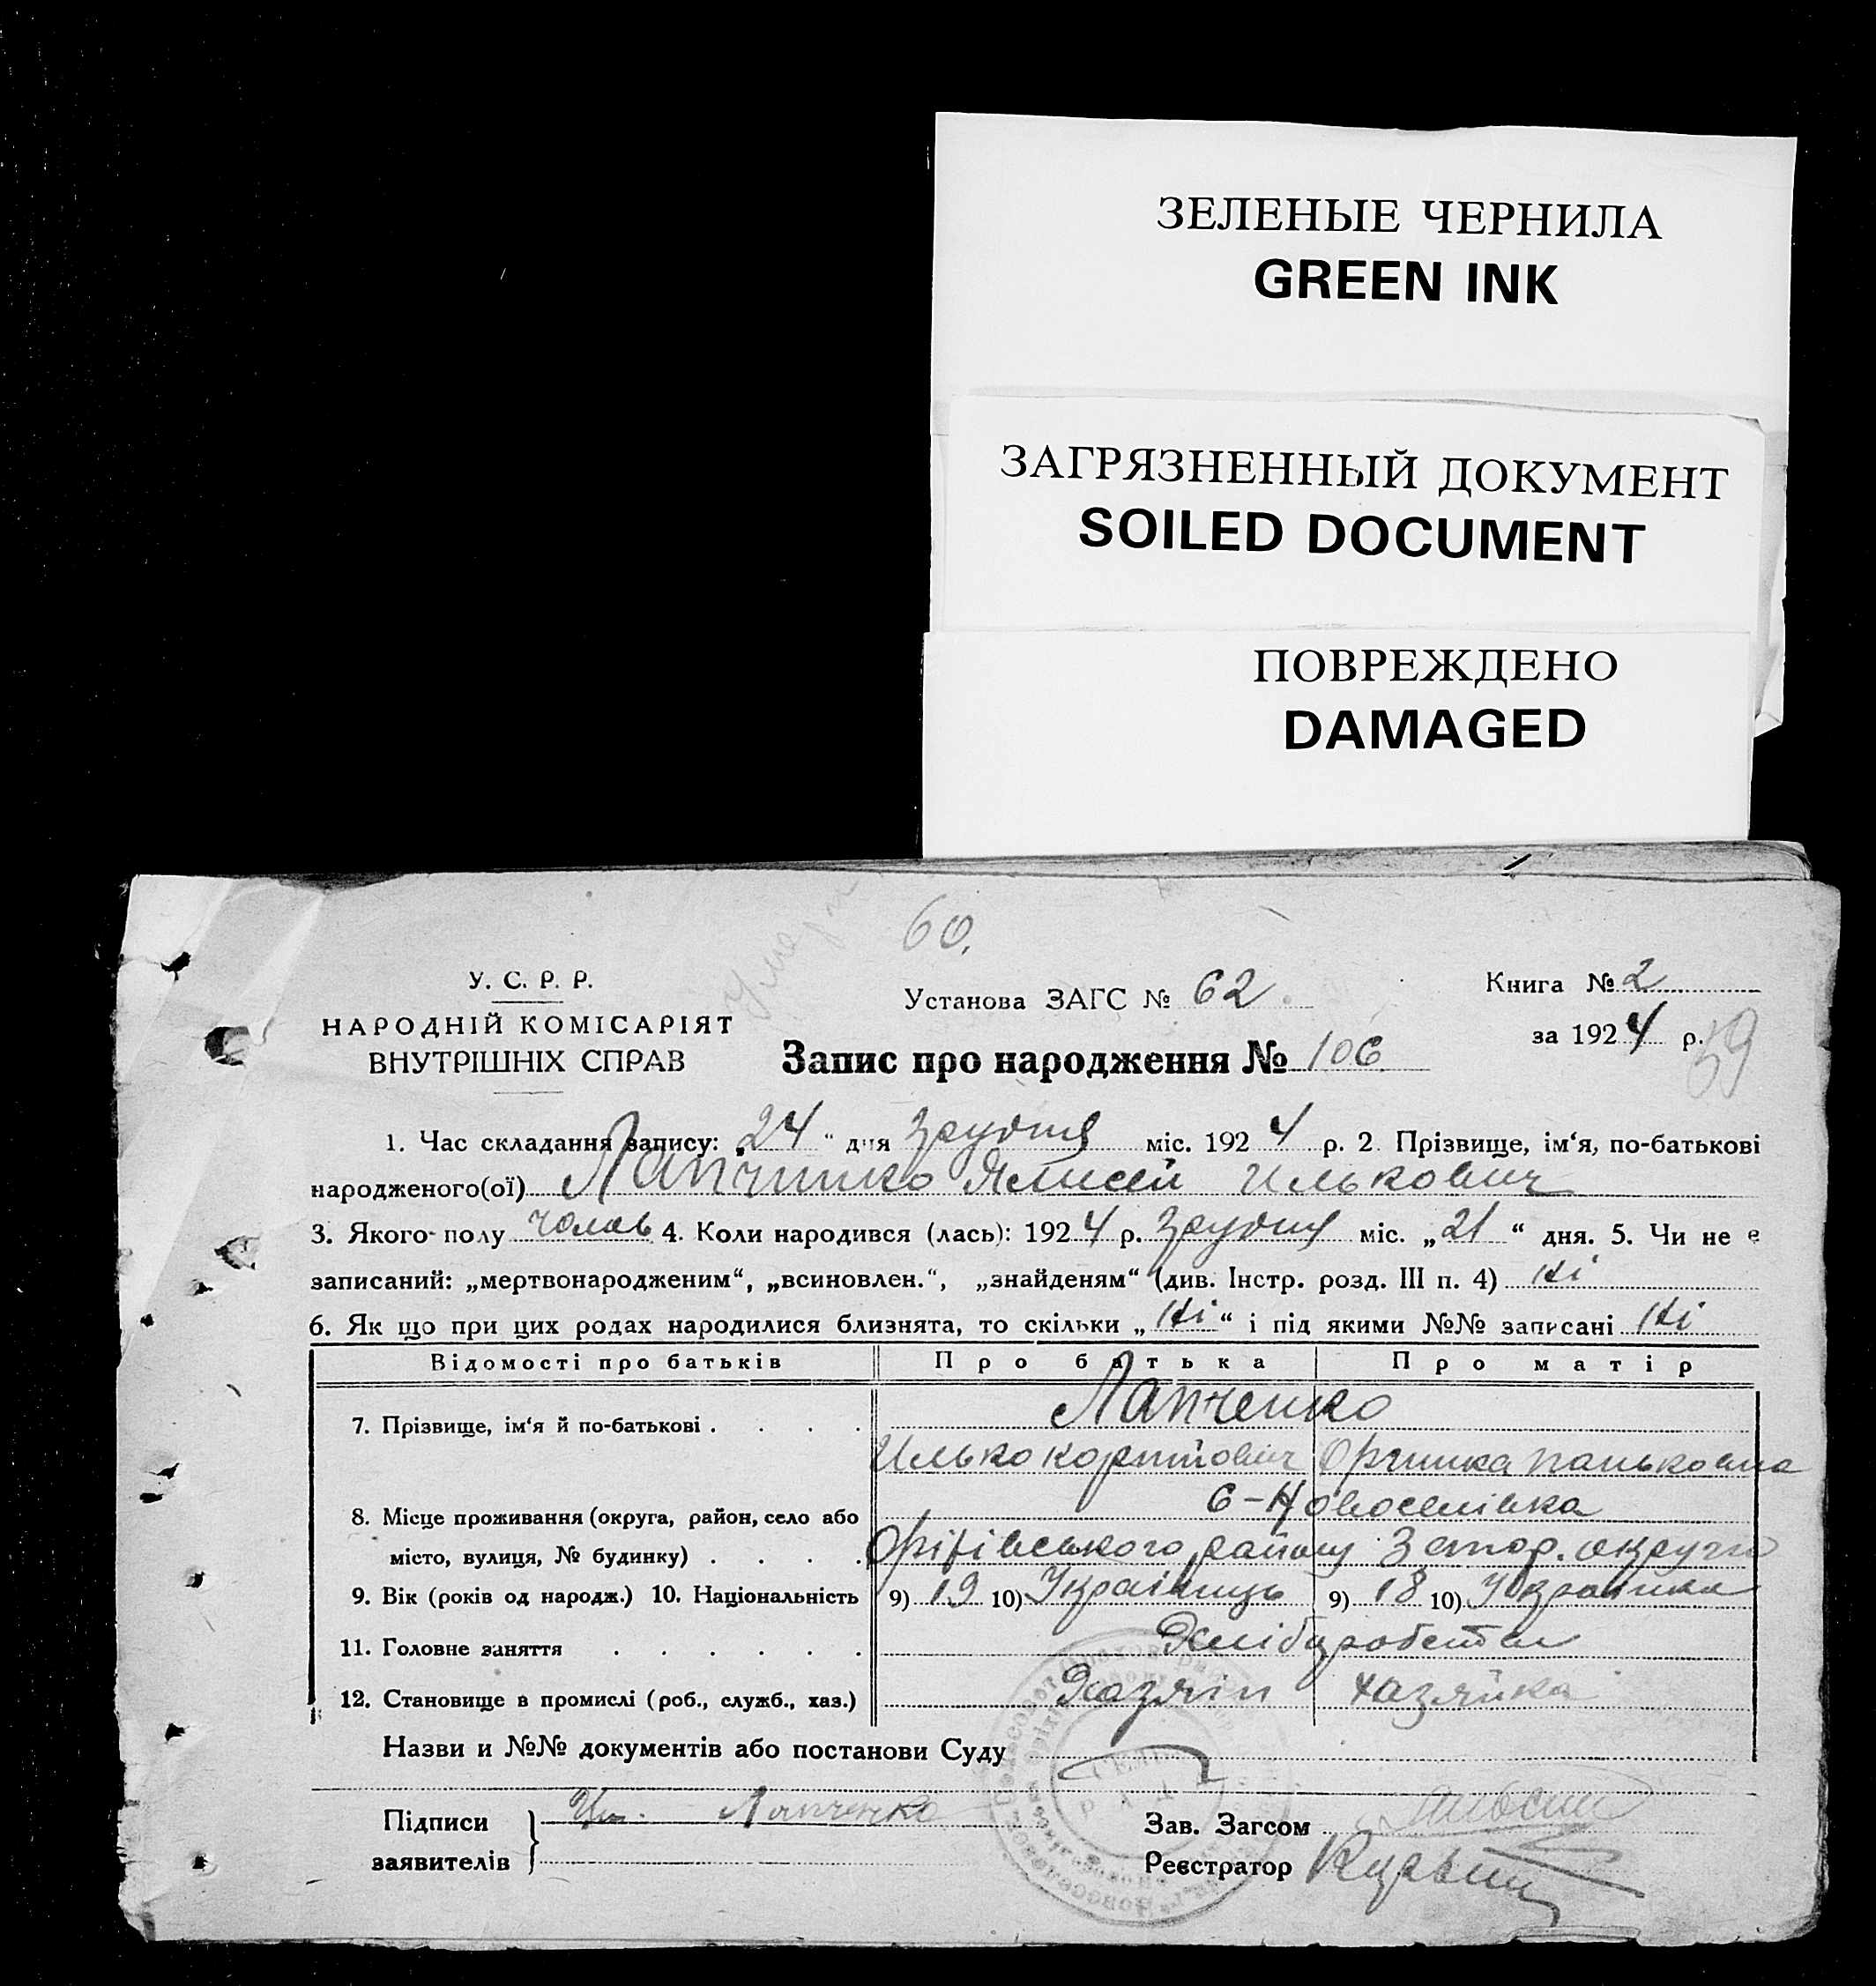 ЗЕЛЕНЫЕ ЧЕРНИЛА
GREEN INK
ЗАГРЯЗНЕННЫЙ ДОКУМЕНТ
SOILED DOCUMENT
ПОВРЕЖДЕНО
DAMAGED
60.
У. С. Р. Р.
НАРОДНІЙ КОМІСАРІЯТ
ВНУТРІШНІХ СПРАВ
Установа ЗАГС № 62
Книга № 2
за 1924 р.
59
Запис про народження № 106
1. Час складання запису: „24“ дня Грудня міс. 1924 р. 2. Прізвище, ім‘я, по-батькові
народженого(ої) Лапченко Ялисей Илькович
3. Якого полу чолов 4. Коли народився (лась): 1924 р. грудня міс. „21“ дня. 5. Чи не є
записаний: „мертвонародженим“, „всиновлен.“, „знайденям“ (див. Інстр. розд. III п. 4) Ні
6. Як що при цих родах народилися близнята, то скільки „Ні“ і під якими №№ записані Ні
Відомості про батьків Про батька Про матір
7. Прізвище, ім‘я й по-батькові Лапченко
Илько Панькочна
8. Місце проживання (округа, район, село або С-Новоселівка
місто, вулиця, № будинку) Оріхівського району Запор. округи
9. Вік (років од народж.) 10. Національність 9) 19 10) Українець 9) 18 10) Українка
11. Головне заняття Хліборобство
12. Становище в промислі (роб., служб., хаз.) Хазяін хазяйка
Назви и №№ документів або постанови Суду
Підписи Ил. Лапченко Зав. Загсом
заявителів Реєстратор